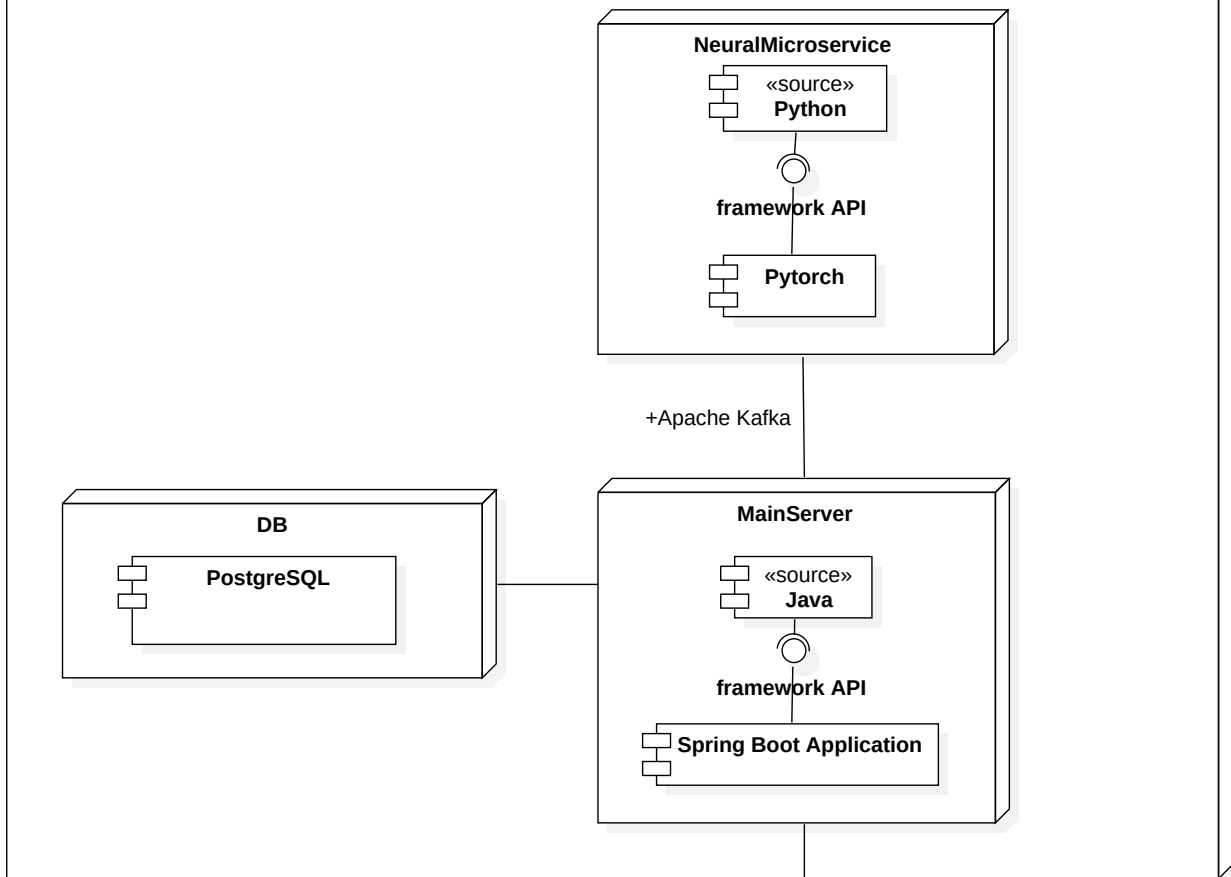 NeuralMicroservice
«source»
Python
framework API
Pytorch
+Apache Kafka
DB
PostgreSQL
MainServer
«source»
Java
framework API
Spring Boot Application